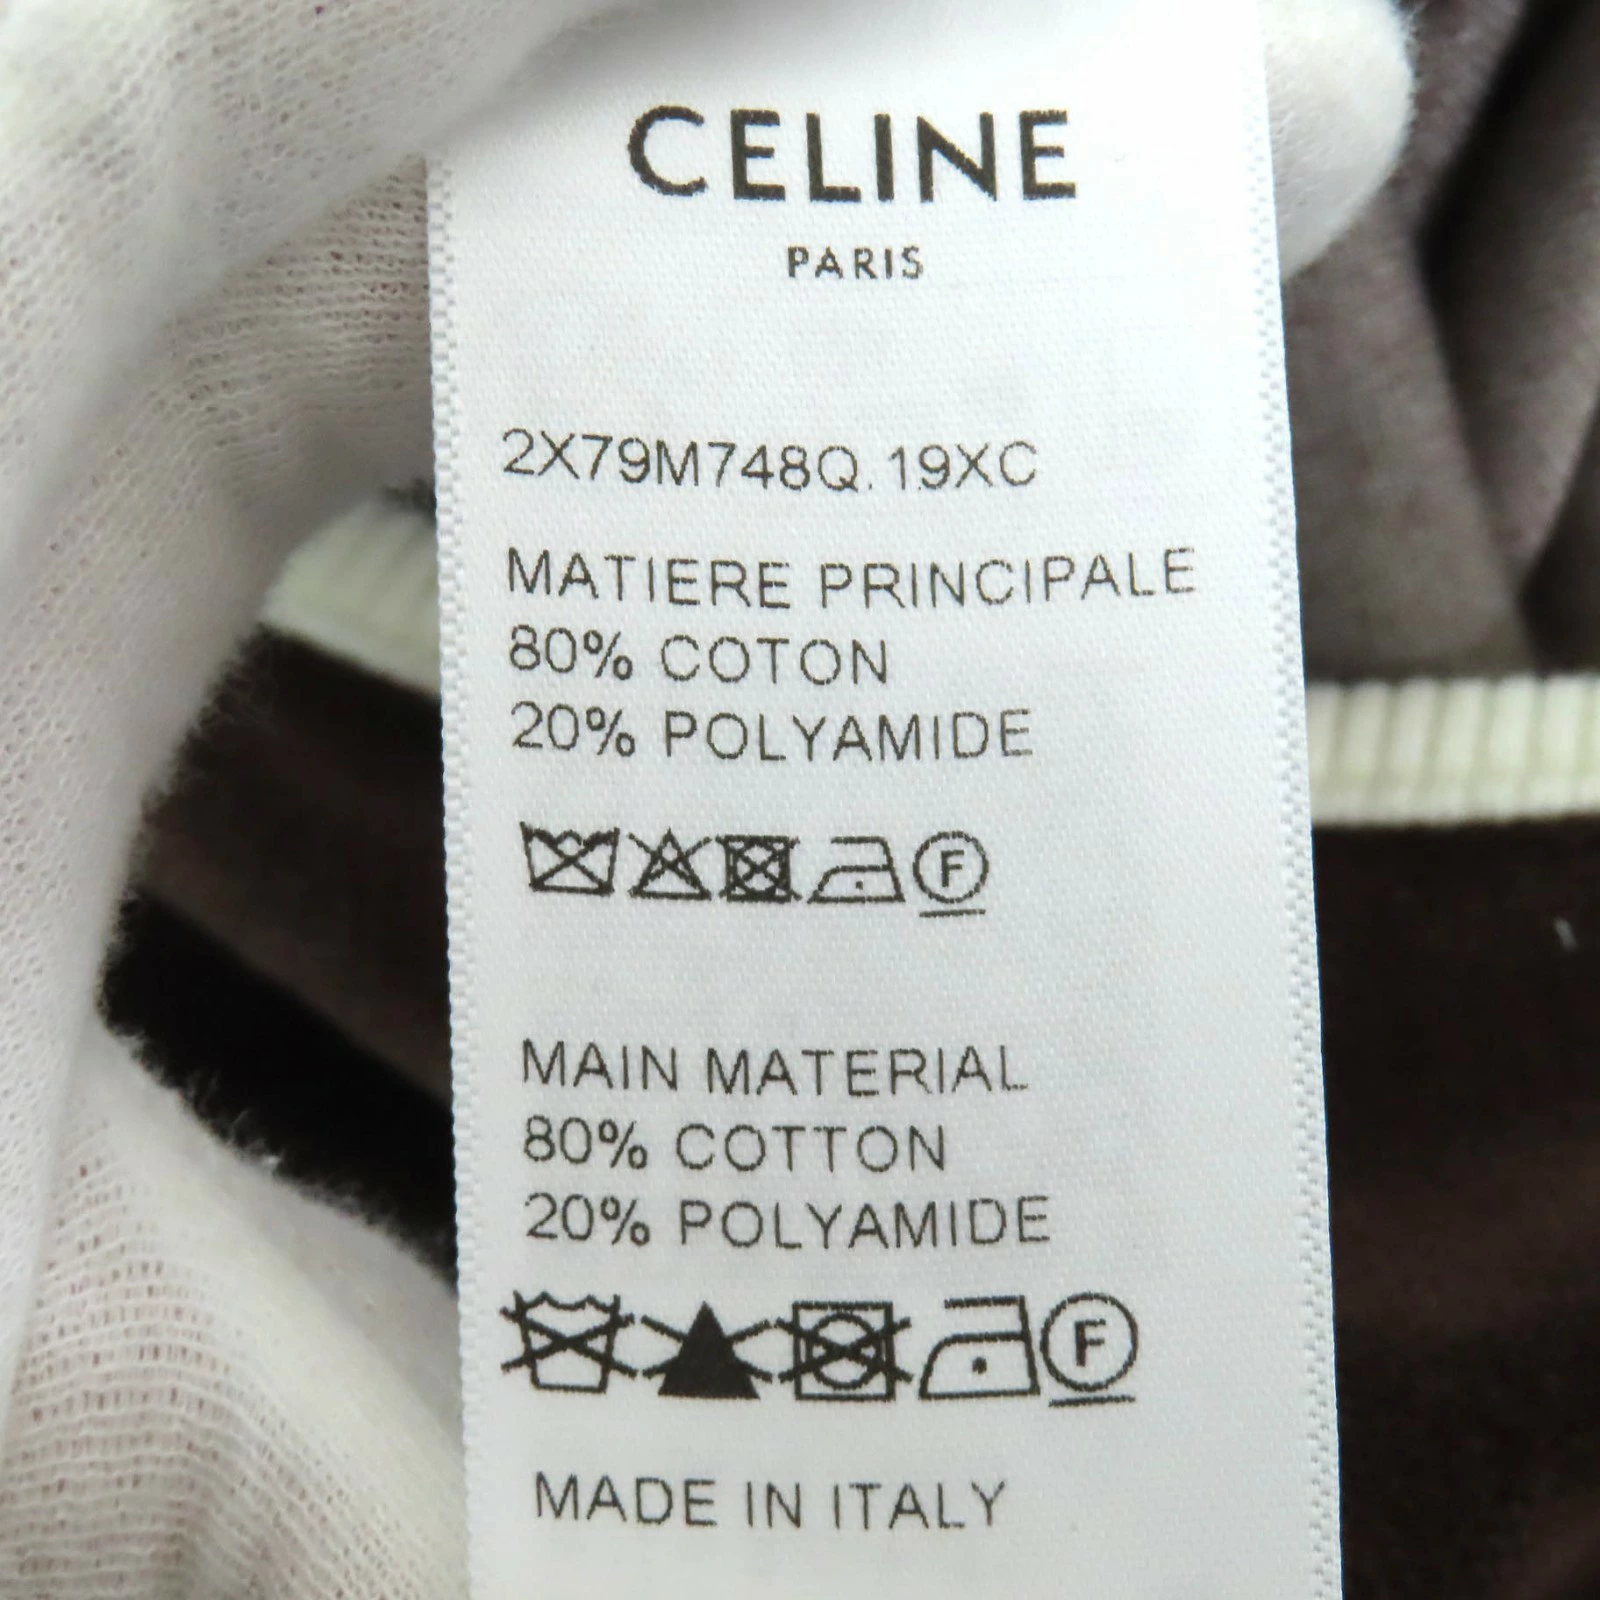 CELINE
PARIS
2X79M748Q.19XC
MATIERE PRINCIPALE
80% COTON
20% POLYAMIDE
F
MAIN MATERIAL
80% COTTON
20% POLYAMIDE
F
MADE IN ITALY